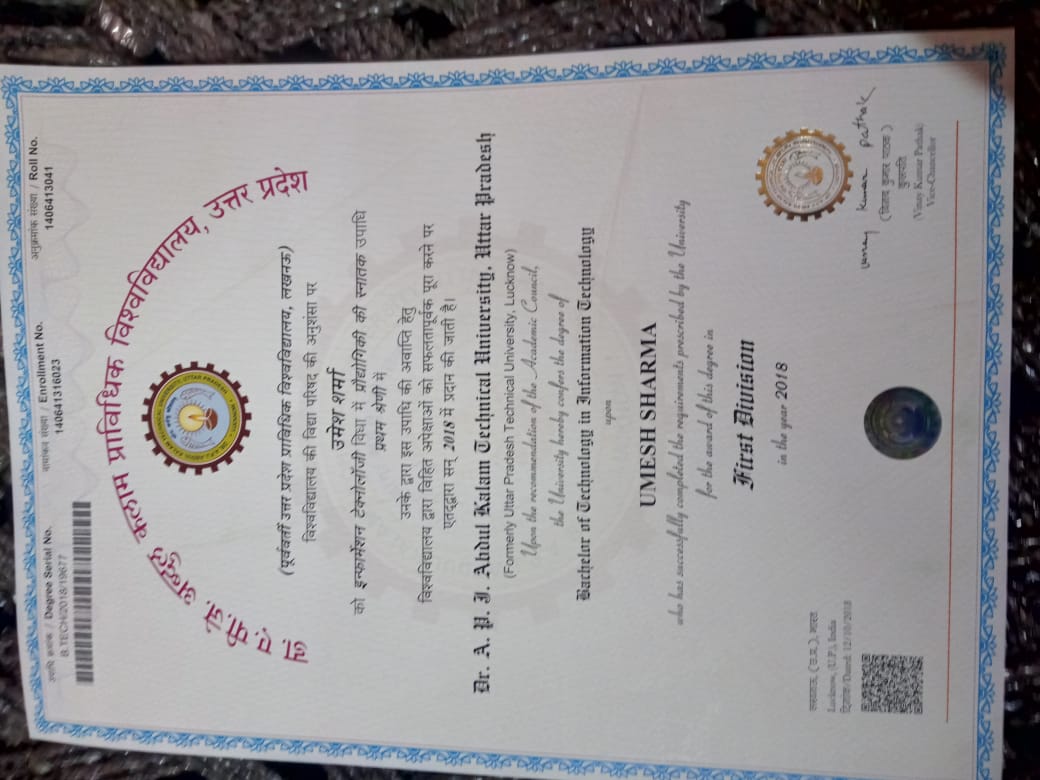 उपाधि क्रमांक / Degree Serial No.
B.TECH/2018/19677
नामांकन संख्या / Enrollment No.
140641316023
अनुक्रमांक संख्या / Roll No.
1406413041
डा. ए. पी.जे. अब्दुल कलाम प्राविधिक विश्वविद्यालय, उत्तर प्रदेश
(पूर्ववर्ती उत्तर प्रदेश प्राविधिक विश्वविद्यालय, लखनऊ)
विश्वविद्यालय की विद्या परिषद की अनुशंसा पर
उमेश शर्मा
को इन्फार्मेशन टेक्नोलॉजी विधा में प्रौद्योगिकी की स्नातक उपाधि
प्रथम श्रेणी में
उनके द्वारा इस उपाधि की अवाप्ति हेतु
विश्वविद्यालय द्वारा विहित अपेक्षाओं को सफलतापूर्वक पूरा करने पर
एतद्द्वारा सन् 2018 में प्रदान की जाती है।
Dr. A. P. J. Abdul Kalam Technical University, Uttar Pradesh
(Formerly Uttar Pradesh Technical University, Lucknow)
Upon the recommendation of the Academic Council,
the University hereby confers the degree of
Bachelor of Technology in Information Technology
upon
UMESH SHARMA
who has successfully completed the requirements prescribed by the University
for the award of this degree in
First Division
in the year 2018
लखनऊ, (उ.प्र.), भारत
Lucknow, (U.P.), India
दिनांक/Dated: 12/10/2018
vinay kumar pathak
(विनय कुमार पाठक)
कुलपति
(Vinay Kumar Pathak)
Vice-Chancellor